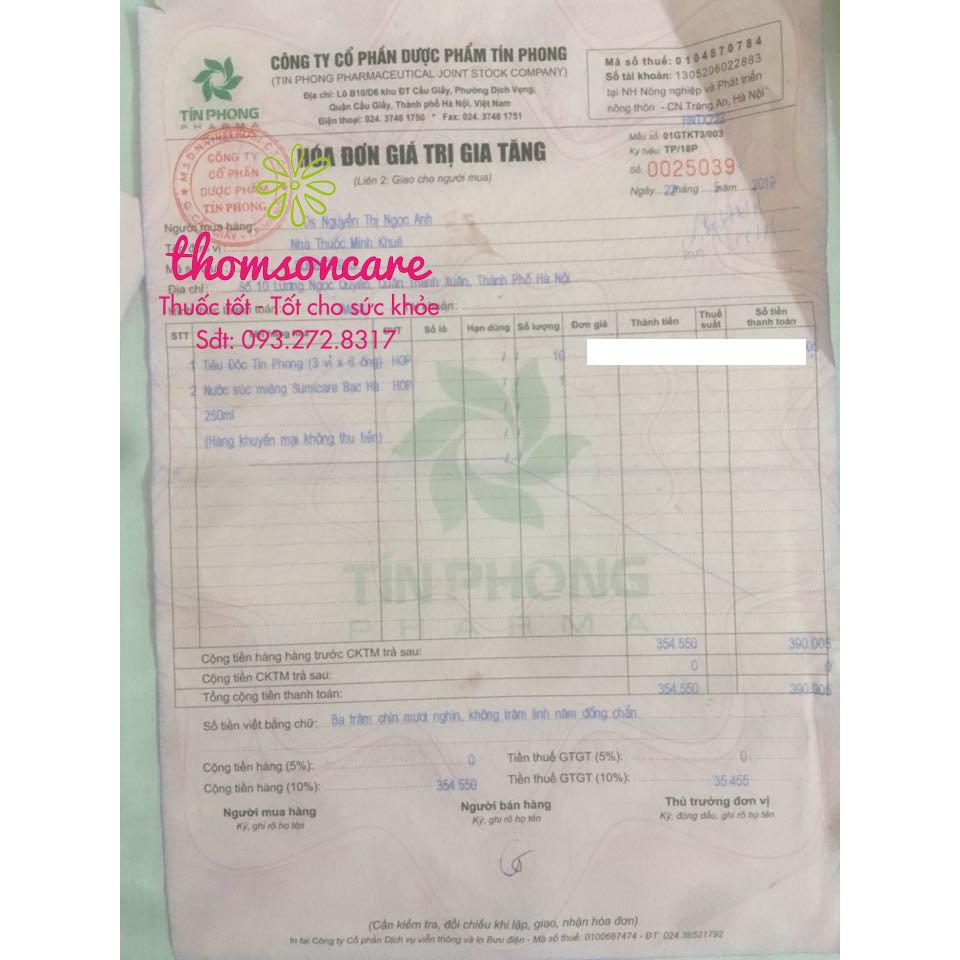 TÍN PHONG
PHARMA
CÔNG TY CỔ PHẦN DƯỢC PHẨM TÍN PHONG
(TIN PHONG PHARMACEUTICAL JOINT STOCK COMPANY)
Địa chỉ: Lô B10/D6 khu ĐT Cầu Giấy, Phường Dịch Vọng,
Quận Cầu Giấy, Thành phố Hà Nội, Việt Nam
Điện thoại: 024. 3748 1750 * Fax: 024. 3748 1751
Mã số thuế: 0104870784
Số tài khoản: 1305206022883
tại NH Nông nghiệp và Phát triển
nông thôn - CN Tràng An, Hà Nội
HÓA ĐƠN GIÁ TRỊ GIA TĂNG
(Liên 2: Giao cho người mua)
Mẫu số: 01GTKT3/003
Ký hiệu: TP/18P
Số: 0025039
Ngày 22 tháng 5 năm 2019
CÔNG TY
CỔ PHẦN
DƯỢC PHẨM
TÍN PHONG
Người mua hàng: Ds Nguyễn Thị Ngọc Anh
Nhà Thuốc Minh Khuê
thomsoncare
Địa chỉ: Số 10 Lương Ngọc Quyến, Quận Thanh Xuân, Thành Phố Hà Nội
Thuốc tốt - Tốt cho sức khỏe
Sđt: 093.272.8317
STT Số lô Hạn dùng Số lượng Đơn giá Thành tiền Thuế suất Số tiền thanh toán
1 Tiêu Độc Tín Phong (3 vỉ x 6 ống) HOP / / 10
2 Nước súc miệng Sumicare Bạc Hà HOP / / 1
250ml
(Hàng khuyến mại không thu tiền) / /
TÍN PHONG
PHARMA
Cộng tiền hàng hàng trước CKTM trả sau: 354.550 390.005
Cộng tiền CKTM trả sau: 0 0
Tổng cộng tiền thanh toán: 354.550 390.005
Số tiền viết bằng chữ: Ba trăm chín mươi nghìn, không trăm linh năm đồng chẵn
Cộng tiền hàng (5%): 0 Tiền thuế GTGT (5%): 0
Cộng tiền hàng (10%): 354.550 Tiền thuế GTGT (10%): 35.455
Người mua hàng Người bán hàng Thủ trưởng đơn vị
Ký, ghi rõ họ tên Ký, ghi rõ họ tên Ký, đóng dấu, ghi rõ họ tên
(Cần kiểm tra, đối chiếu khi lập, giao, nhận hóa đơn)
In tại Công ty Cổ phần Dịch vụ viễn thông và In Bưu điện - Mã số thuế: 0100687474 - ĐT: 024.36521792